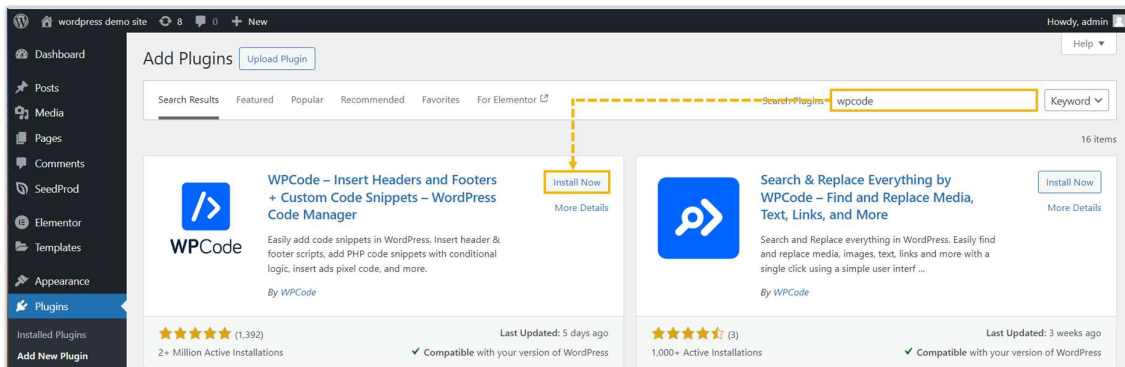 wordpress demo site 8 0 + New Howdy, admin
Dashboard
Posts
Media
Pages
Comments
SeedProd
Elementor
Templates
Appearance
Plugins
Installed Plugins
Add New Plugin
Help ▼
Add Plugins Upload Plugin
Search Results Featured Popular Recommended Favorites For Elementor Search Plugins wpcode Keyword
16 items
WPCode
WPCode – Insert Headers and Footers
+ Custom Code Snippets – WordPress
Code Manager
Install Now
More Details
Easily add code snippets in WordPress. Insert header &
footer scripts, add PHP code snippets with conditional
logic, insert ads pixel code, and more.
By WPCode
(1,392)
2+ Million Active Installations
Last Updated: 5 days ago
✔ Compatible with your version of WordPress
Search & Replace Everything by
WPCode – Find and Replace Media,
Text, Links, and More
Install Now
More Details
Search and Replace everything in WordPress. Easily find
and replace media, images, text, links and more with a
single click using a simple user interf ...
By WPCode
(3)
1,000+ Active Installations
Last Updated: 3 weeks ago
✔ Compatible with your version of WordPress